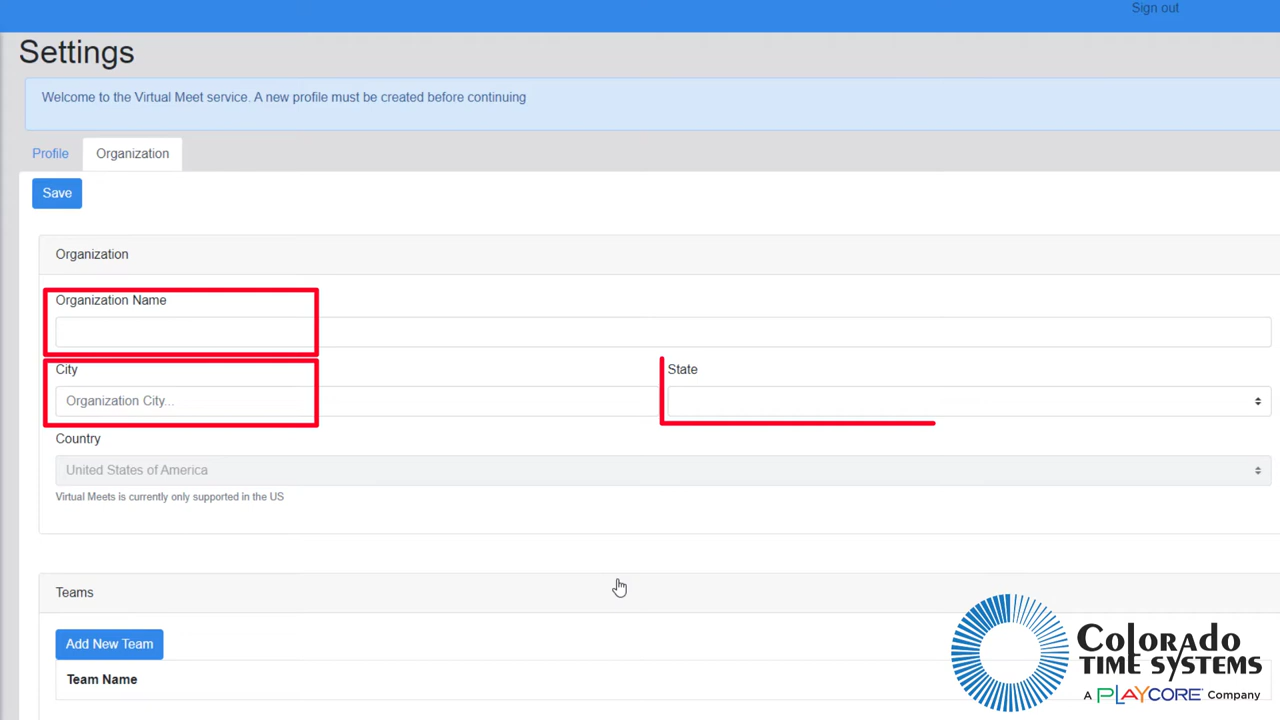 Sign out
Settings
Welcome to the Virtual Meet service. A new profile must be created before continuing
Profile Organization
Save
Organization
Organization Name
City State
Organization City...
Country
United States of America
Virtual Meets is currently only supported in the US
Teams
Add New Team
Team Name
Colorado
TIME SYSTEMS
A PLAYCORE Company